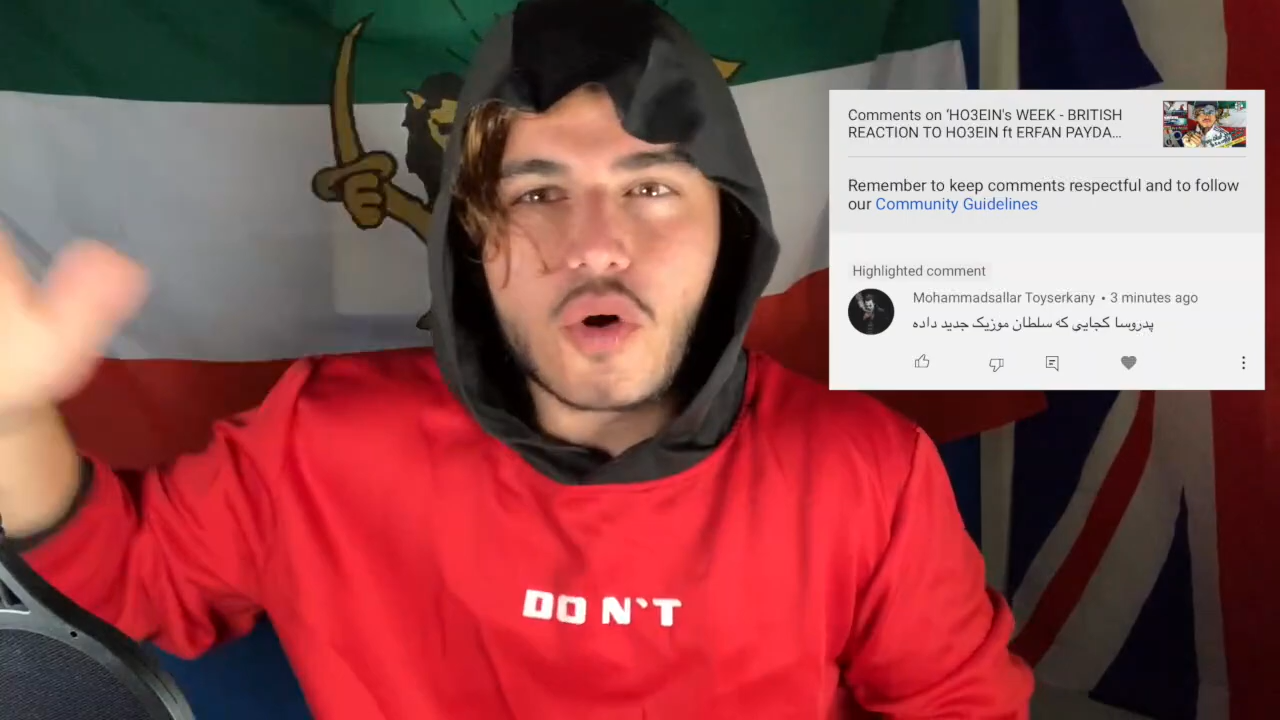 Comments on ‘HO3EIN's WEEK - BRITISH
REACTION TO HO3EIN ft ERFAN PAYDA...
Remember to keep comments respectful and to follow
our Community Guidelines
Highlighted comment
Mohammadsallar Toyserkany • 3 minutes ago
پدروسا کجایی که سلطان موزیک جدید داده
DON`T